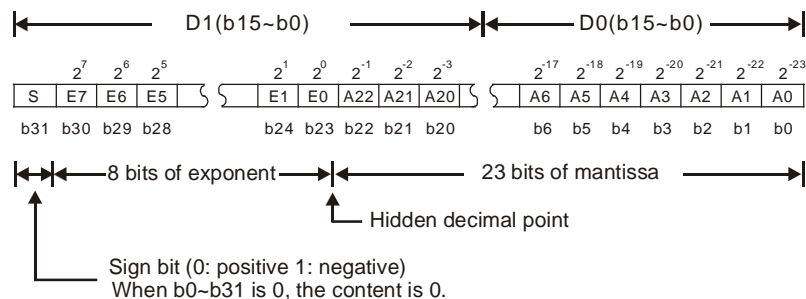 D1(b15~b0) D0(b15~b0)
2^7 2^6 2^5 2^1 2^0 2^-1 2^-2 2^-3 2^-17 2^-18 2^-19 2^-20 2^-21 2^-22 2^-23
S E7 E6 E5 E1 E0 A22 A21 A20 A6 A5 A4 A3 A2 A1 A0
b31 b30 b29 b28 b24 b23 b22 b21 b20 b6 b5 b4 b3 b2 b1 b0
8 bits of exponent 23 bits of mantissa
Hidden decimal point
Sign bit (0: positive 1: negative)
When b0~b31 is 0, the content is 0.